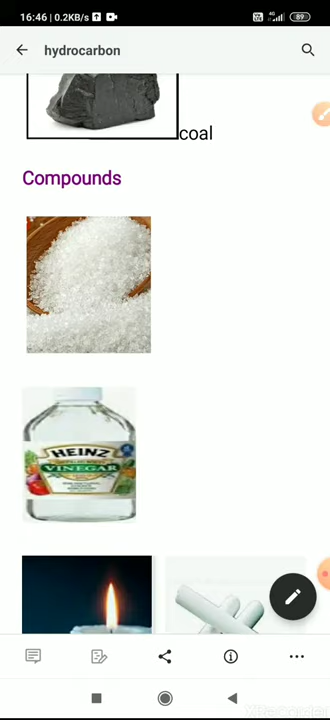 16:46 | 0.2KB/s
89
hydrocarbon
coal
Compounds
HEINZ
VINEGAR